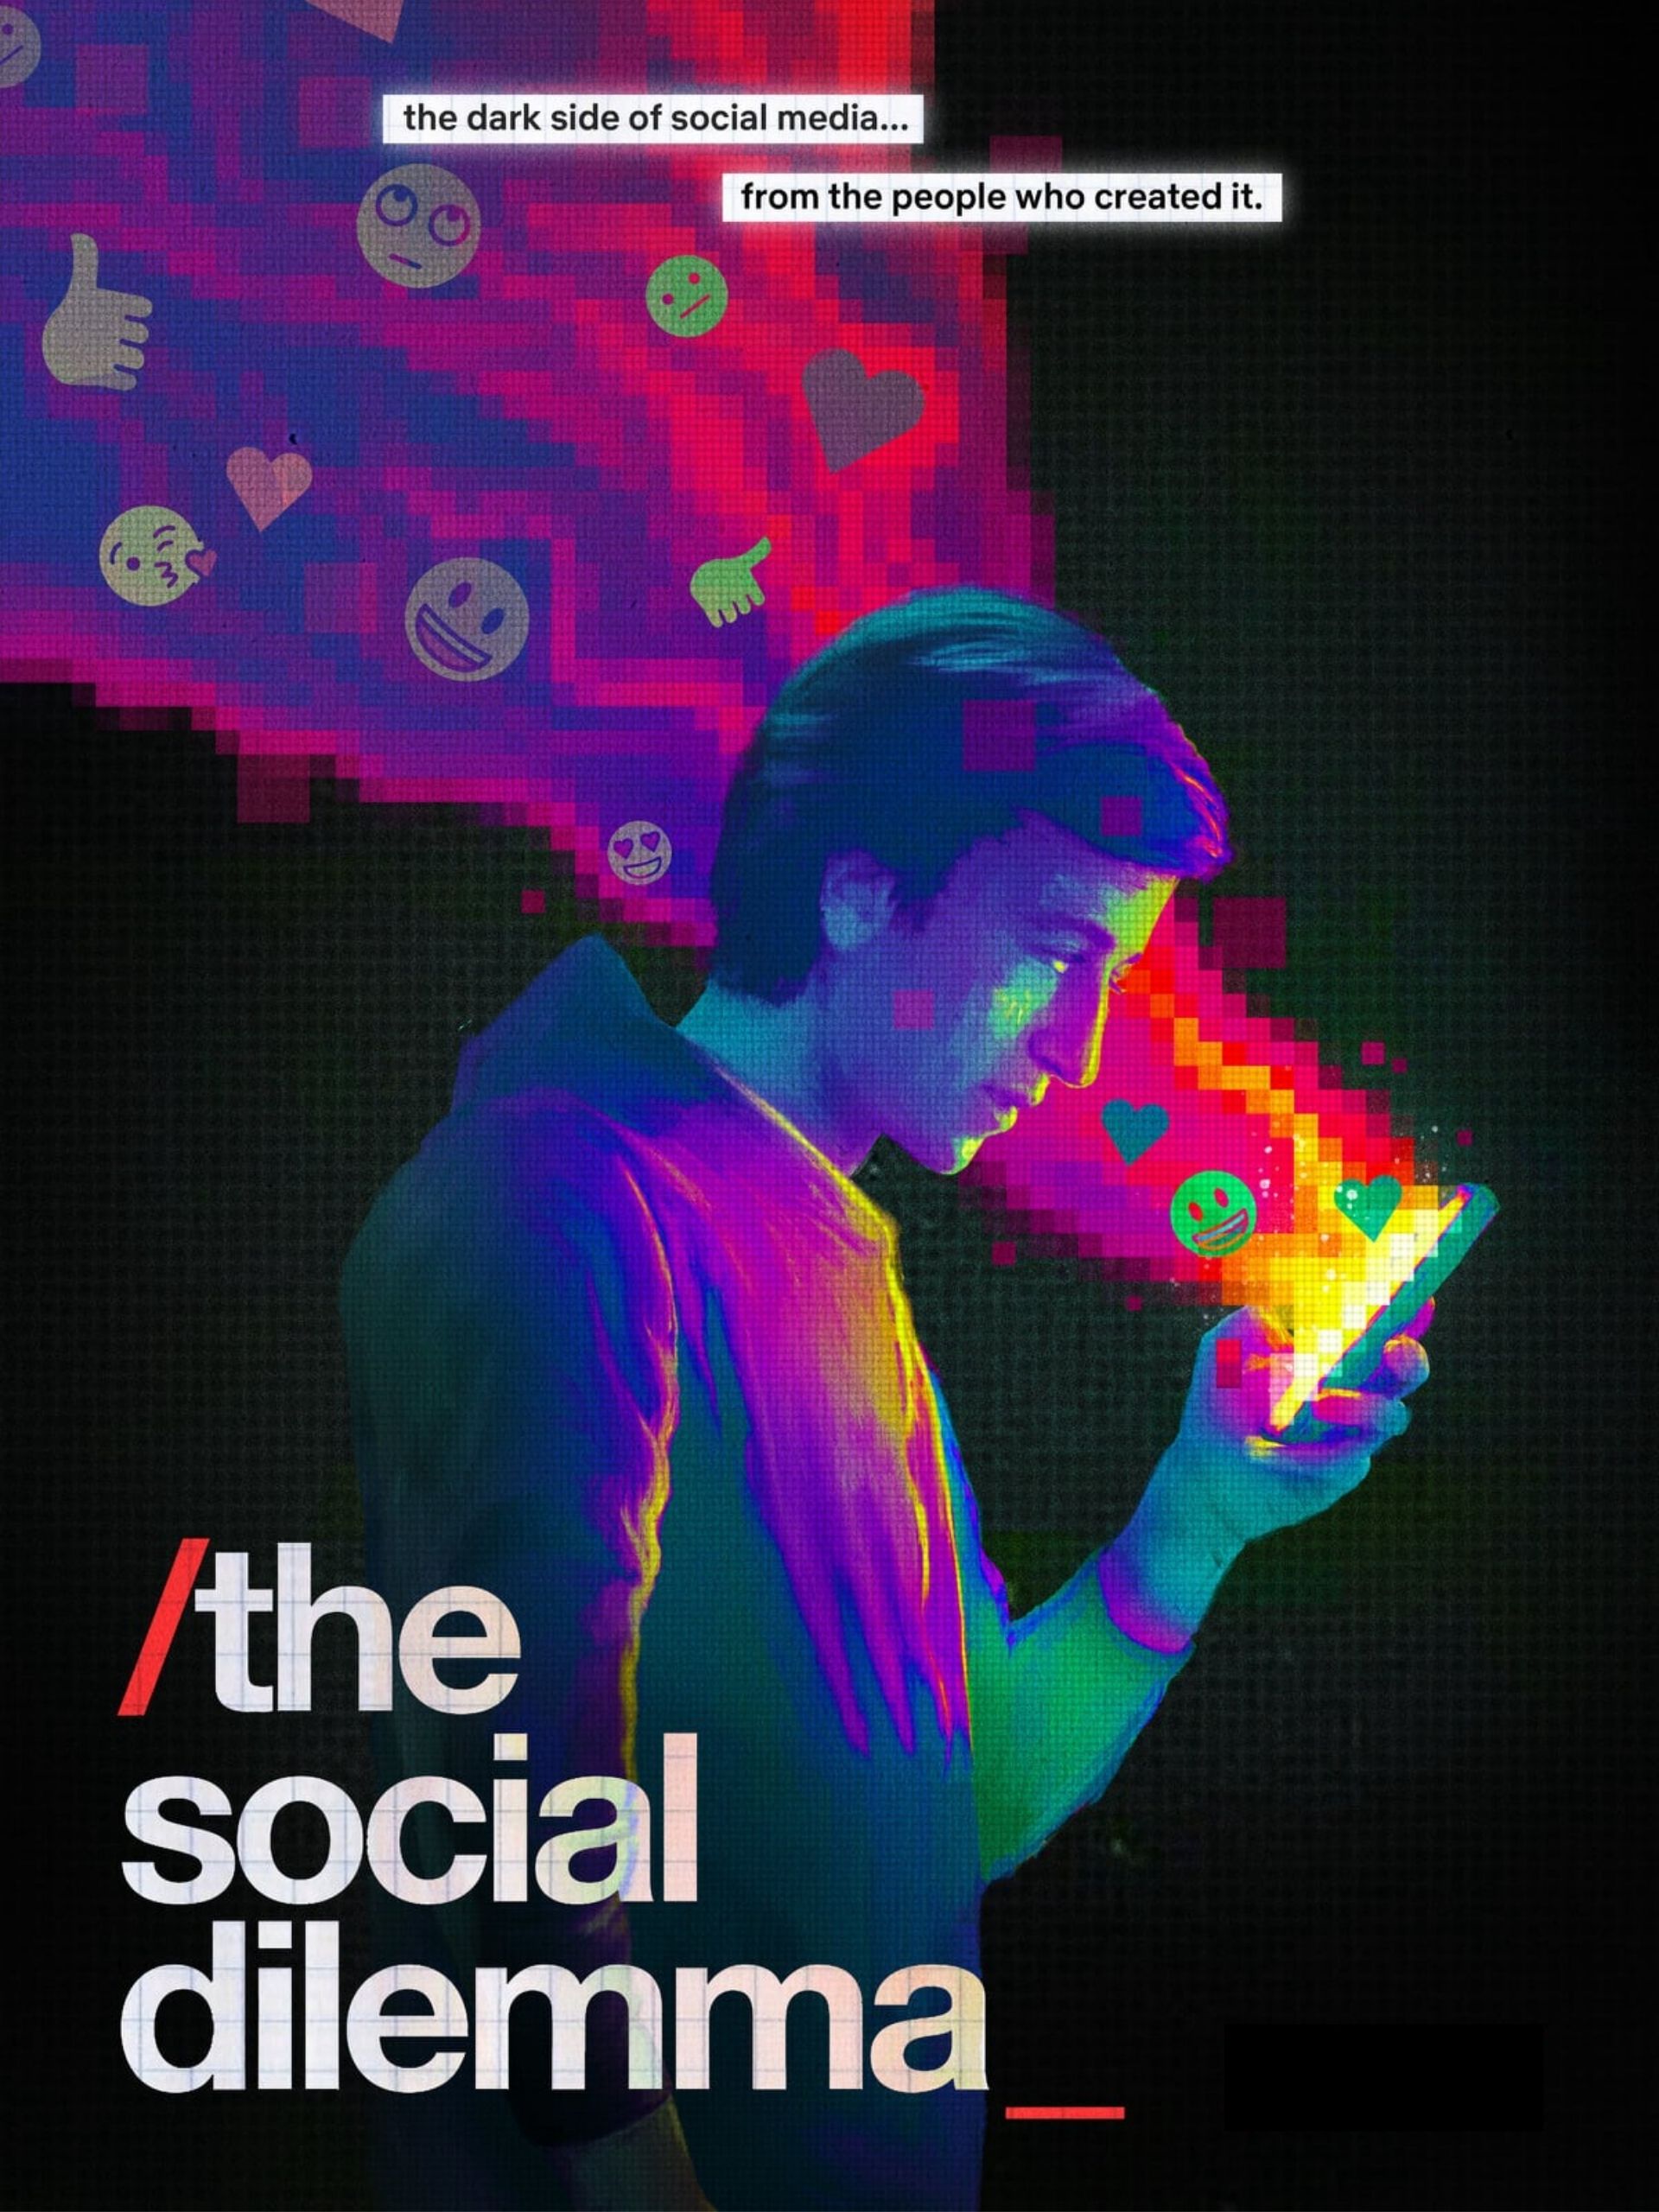 the dark side of social media...
from the people who created it.
/the
social
dilemma_